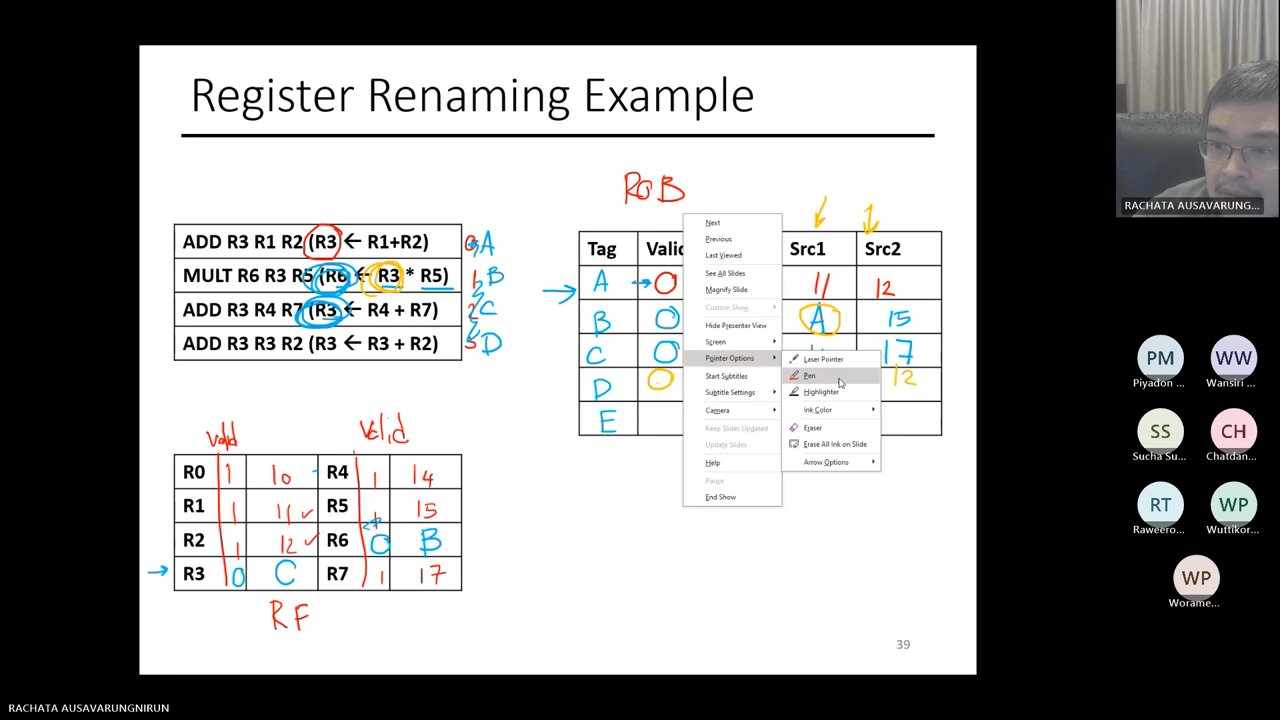 Register Renaming Example
ROB
ADD R3 R1 R2 (R3 ← R1+R2) A
MULT R6 R3 R5 (R6 ← R3 * R5) 1 B
ADD R3 R4 R7 (R3 ← R4 + R7) 2 C
ADD R3 R3 R2 (R3 ← R3 + R2) D
Tag Valid Src1 Src2
A 0 11 12
B 0 A 15
C 0 17
D 0 12
E
valid valid
R0 1 10 R4 1 14
R1 1 11 ✓ R5 1 15
R2 1 12 ✓ R6 0 B
R3 0 C R7 1 17
RF
39
Next
Previous
Last Viewed
See All Slides
Magnify Slide
Custom Show
Hide Presenter View
Screen
Pointer Options
Start Subtitles
Subtitle Settings
Camera
Keep Slides Updated
Update Slides
Help
Pause
End Show
Laser Pointer
Pen
Highlighter
Ink Color
Eraser
Erase All Ink on Slide
Arrow Options
RACHATA AUSAVARUNG...
PM WW
Piyadon ... Wansiri ...
SS CH
Sucha Su... Chatdan...
RT WP
Raweero... Wuttikor...
WP
Worame...
RACHATA AUSAVARUNGNIRUN